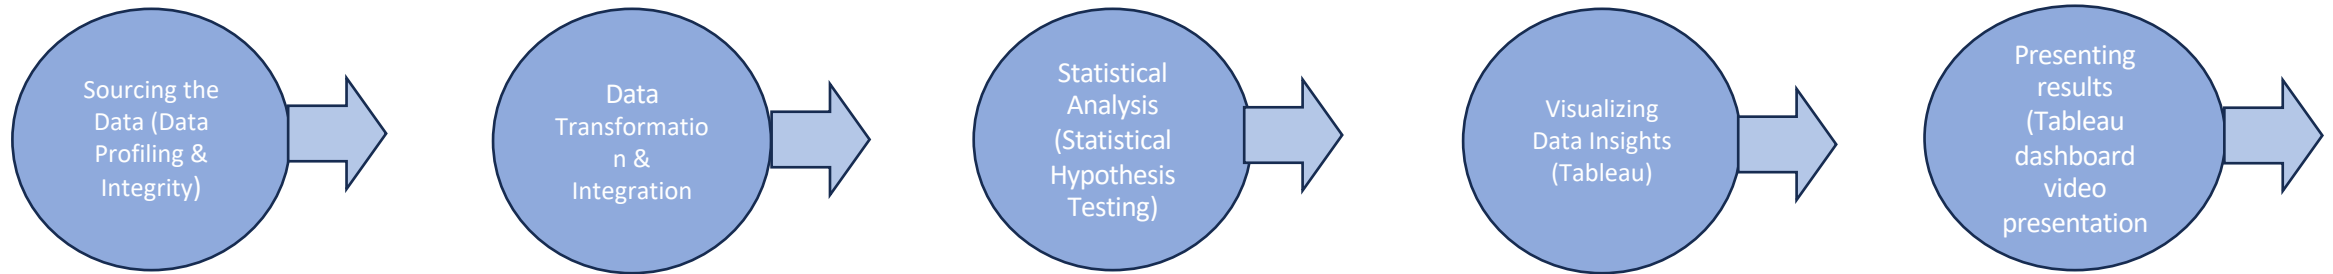 Sourcing the
Data (Data
Profiling &
Integrity)
Data
Transformatio
n &
Integration
Statistical
Analysis
(Statistical
Hypothesis
Testing)
Visualizing
Data Insights
(Tableau)
Presenting
results
(Tableau
dashboard
video
presentation